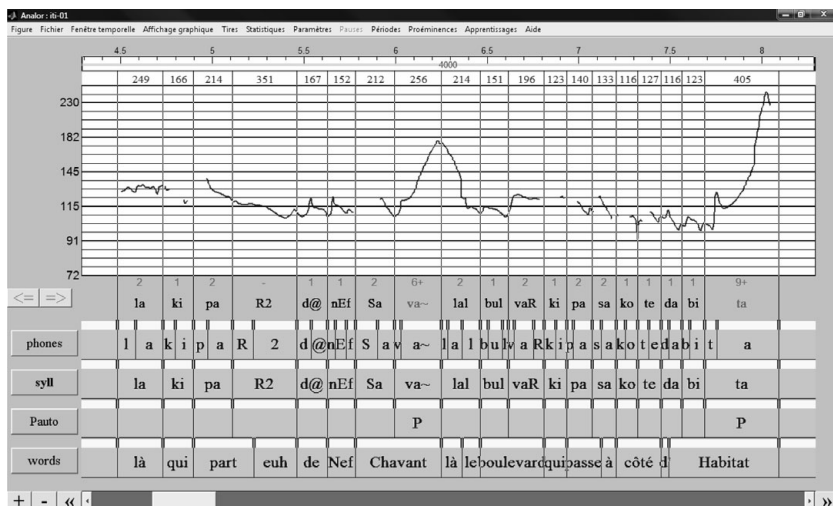 Analor : iti-01
Figure Fichier Fenêtre temporelle Affichage graphique Tires Statistiques Paramètres Pauses Périodes Proéminences Apprentissages Aide
4.5 5 5.5 6 6.5 7 7.5 8
4000
249 166 214 351 167 152 212 256 214 151 196 123 140 133 116 127 116 123 405
230
182
145
115
91
72
2 1 2 - 1 1 2 6+ 2 1 2 1 2 2 1 1 1 1 9+
<= => la ki pa R2 d@ nEf Sa va~ lal bul vaR ki pa sa ko te da bi ta
phones l a k i p a R 2 d @ n E f S a v a~ l a l b u l v a R k i p a s a k o t e d a b i t a
syll la ki pa R2 d@ nEf Sa va~ lal bul vaR ki pa sa ko te da bi ta
Pauto P P
words là qui part euh de Nef Chavant là le boulevard qui passe à côté d' Habitat
+ - « »